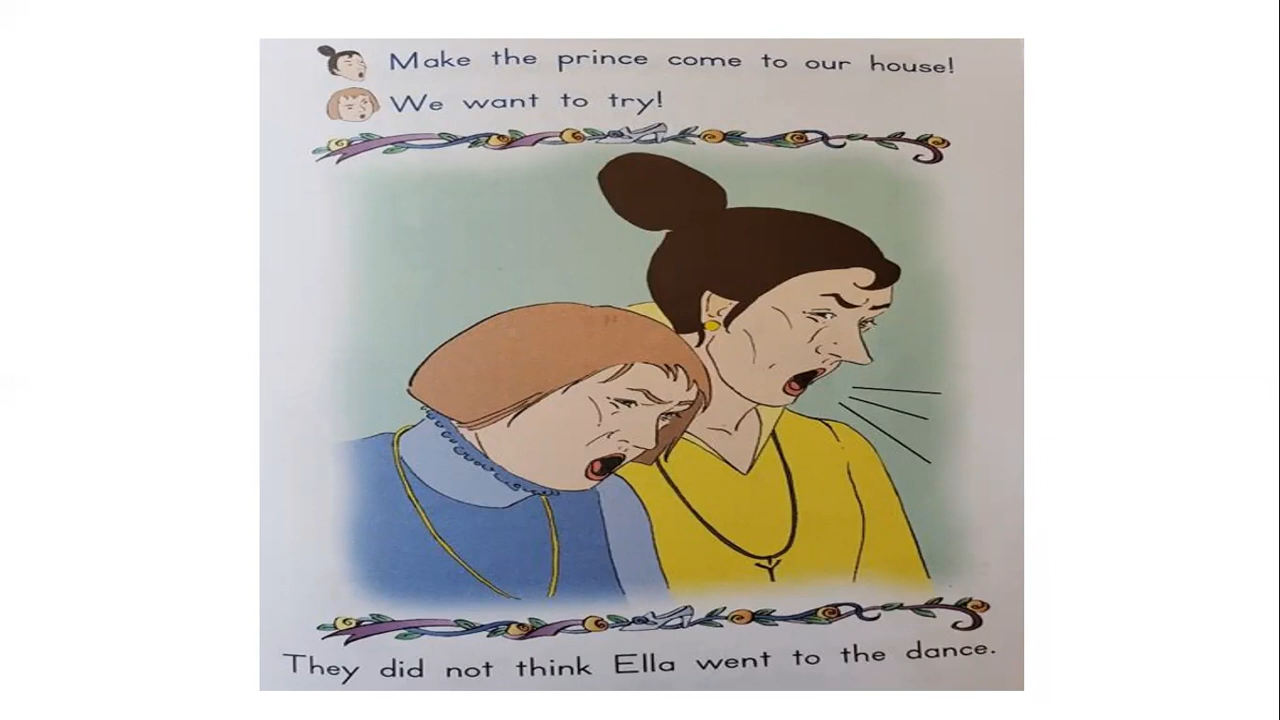 Make the prince come to our house!
We want to try!
They did not think Ella went to the dance.